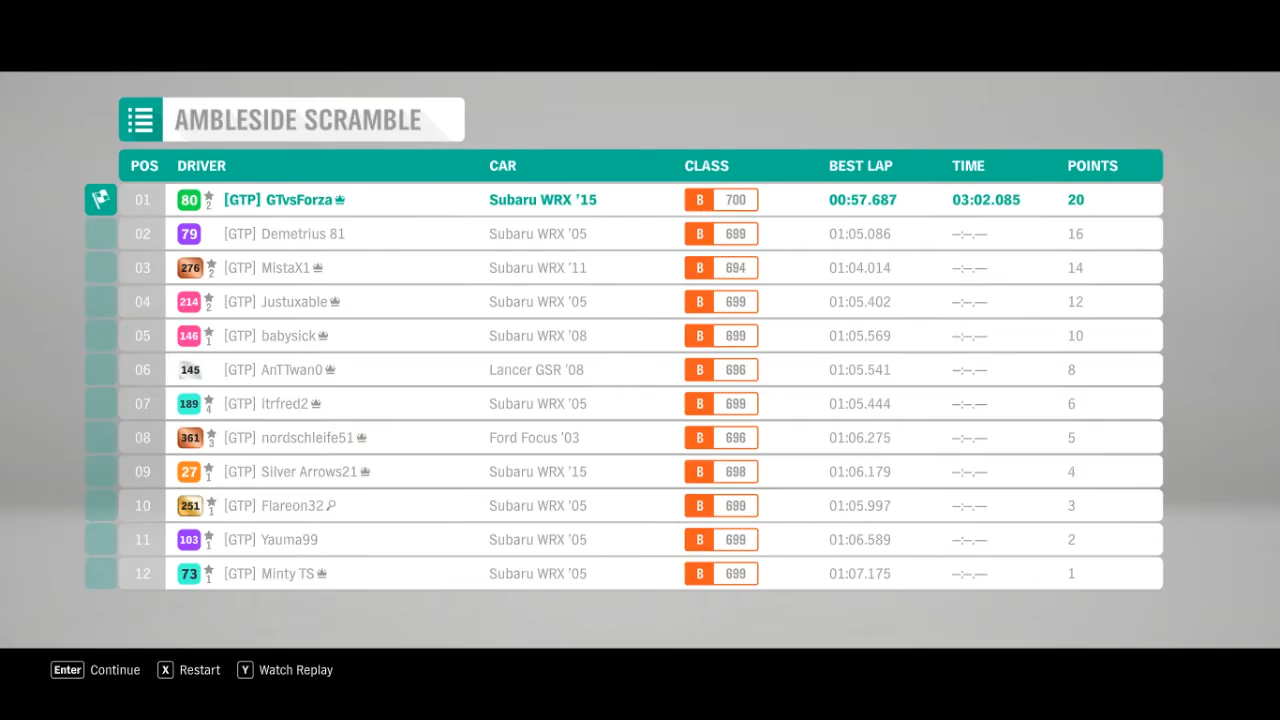 AMBLESIDE SCRAMBLE
POS DRIVER CAR CLASS BEST LAP TIME POINTS
01 80 2 [GTP] GTvsForza Subaru WRX '15 B 700 00:57.687 03:02.085 20
02 79 [GTP] Demetrius 81 Subaru WRX '05 B 699 01:05.086 --:--.--- 16
03 276 2 [GTP] MistaX1 Subaru WRX '11 B 694 01:04.014 --:--.--- 14
04 214 2 [GTP] Justuxable Subaru WRX '05 B 699 01:05.402 --:--.--- 12
05 146 1 [GTP] babysick Subaru WRX '08 B 699 01:05.569 --:--.--- 10
06 145 [GTP] AnTTwan0 Lancer GSR '08 B 696 01:05.541 --:--.--- 8
07 189 4 [GTP] itrfred2 Subaru WRX '05 B 699 01:05.444 --:--.--- 6
08 361 3 [GTP] nordschleife51 Ford Focus '03 B 696 01:06.275 --:--.--- 5
09 27 1 [GTP] Silver Arrows21 Subaru WRX '15 B 698 01:06.179 --:--.--- 4
10 251 1 [GTP] Flareon32 Subaru WRX '05 B 699 01:05.997 --:--.--- 3
11 103 1 [GTP] Yauma99 Subaru WRX '05 B 699 01:06.589 --:--.--- 2
12 73 1 [GTP] Minty TS Subaru WRX '05 B 699 01:07.175 --:--.--- 1
Enter Continue X Restart Y Watch Replay